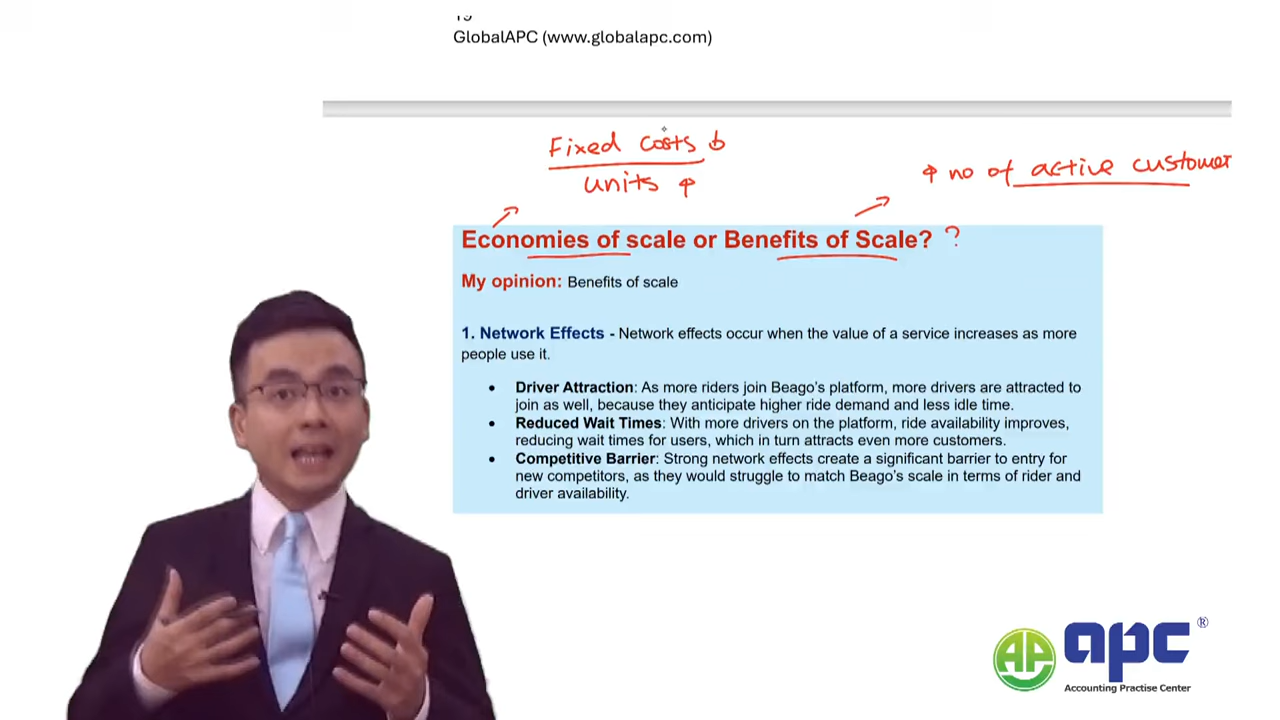 GlobalAPC (www.globalapc.com)
Fixed costs ↓
units ↑
↑ no of active customer
Economies of scale or Benefits of Scale? ?
My opinion: Benefits of scale
1. Network Effects - Network effects occur when the value of a service increases as more
people use it.
• Driver Attraction: As more riders join Beago's platform, more drivers are attracted to
join as well, because they anticipate higher ride demand and less idle time.
• Reduced Wait Times: With more drivers on the platform, ride availability improves,
reducing wait times for users, which in turn attracts even more customers.
• Competitive Barrier: Strong network effects create a significant barrier to entry for
new competitors, as they would struggle to match Beago's scale in terms of rider and
driver availability.
AP apc ®
Accounting Practise Center